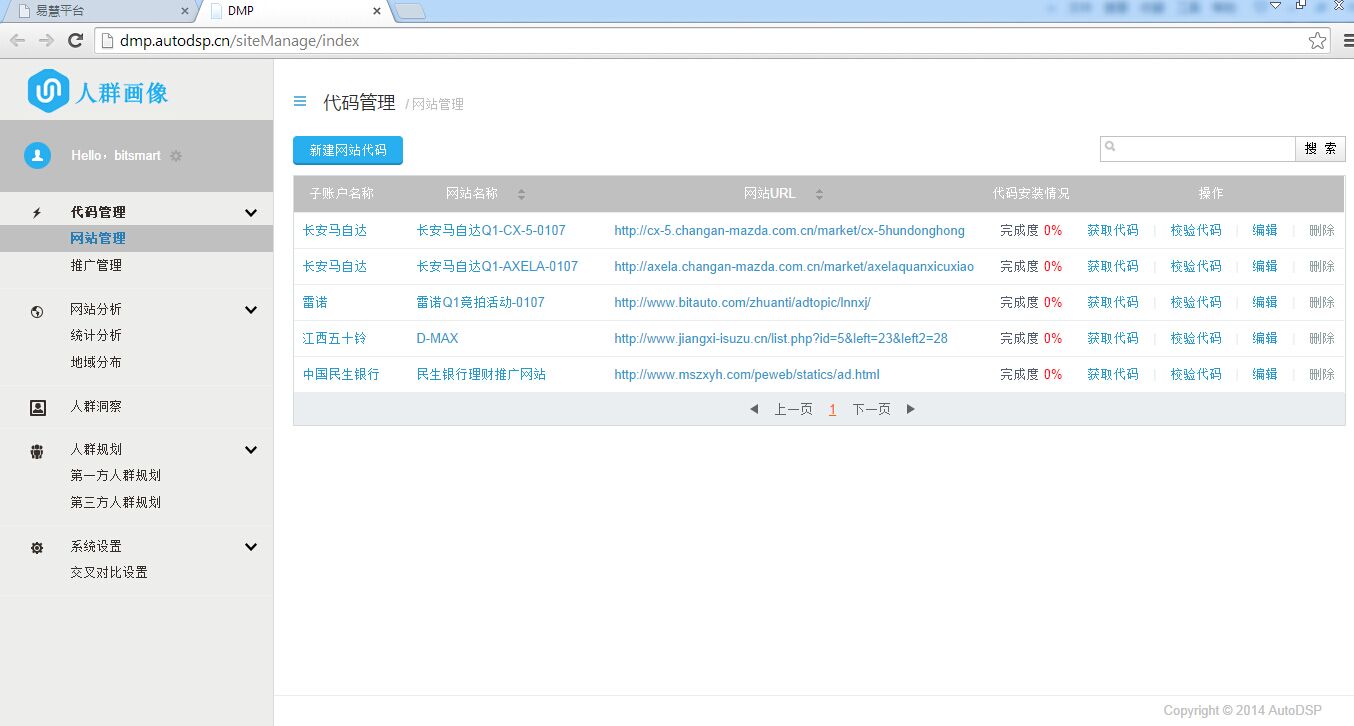 易慧平台
DMP
dmp.autodsp.cn/siteManage/index
人群画像
Hello，bitsmart
代码管理
网站管理
推广管理
网站分析
统计分析
地域分布
人群洞察
人群规划
第一方人群规划
第三方人群规划
系统设置
交叉对比设置
代码管理 / 网站管理
新建网站代码
搜 索
子账户名称 网站名称 网站URL 代码安装情况 操作
长安马自达 长安马自达Q1-CX-5-0107 http://cx-5.changan-mazda.com.cn/market/cx-5hundonghong 完成度 0% 获取代码 | 校验代码 | 编辑 | 删除
长安马自达 长安马自达Q1-AXELA-0107 http://axela.changan-mazda.com.cn/market/axelaquanxicuxiao 完成度 0% 获取代码 | 校验代码 | 编辑 | 删除
雷诺 雷诺Q1竞拍活动-0107 http://www.bitauto.com/zhuanti/adtopic/lnnxj/ 完成度 0% 获取代码 | 校验代码 | 编辑 | 删除
江西五十铃 D-MAX http://www.jiangxi-isuzu.cn/list.php?id=5&left=23&left2=28 完成度 0% 获取代码 | 校验代码 | 编辑 | 删除
中国民生银行 民生银行理财推广网站 http://www.mszxyh.com/peweb/statics/ad.html 完成度 0% 获取代码 | 校验代码 | 编辑 | 删除
上一页 1 下一页
Copyright © 2014 AutoDSP